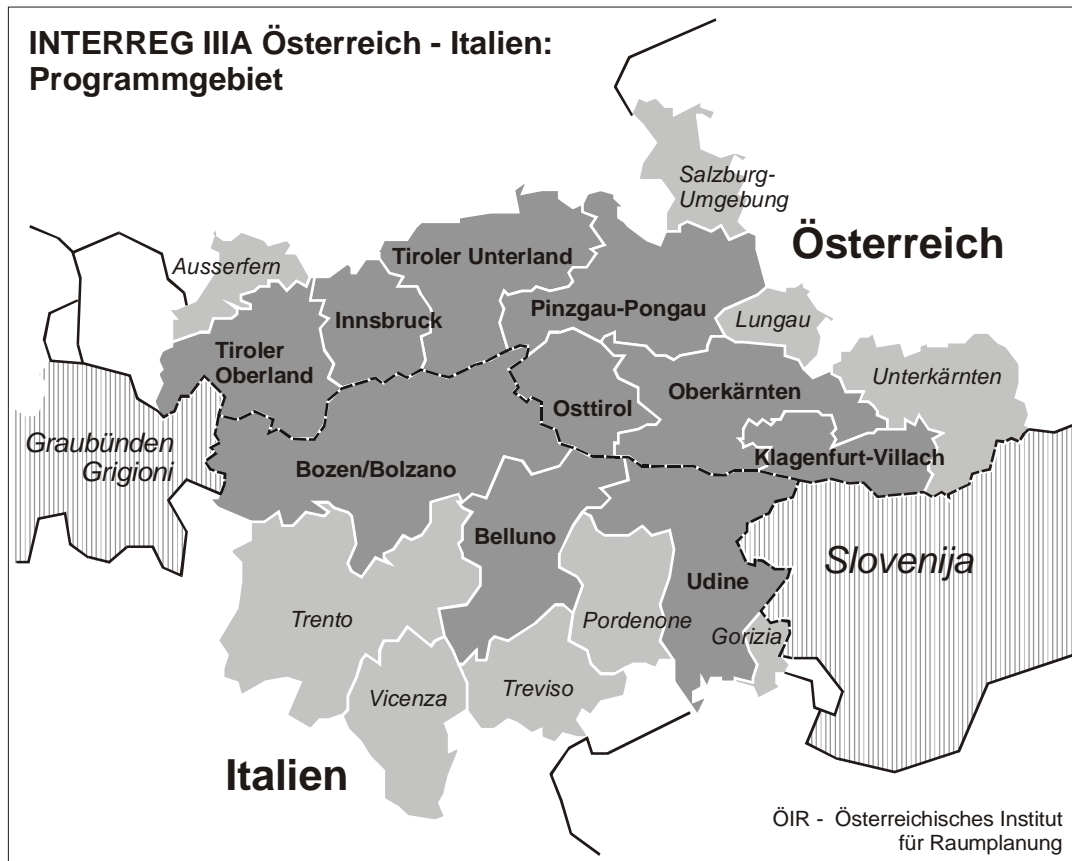 INTERREG IIIA Österreich - Italien:
Programmgebiet
Salzburg-
Umgebung
Österreich
Ausserfern
Tiroler Unterland
Innsbruck
Pinzgau-Pongau
Lungau
Tiroler
Oberland
Osttirol
Oberkärnten
Unterkärnten
Graubünden
Grigioni
Bozen/Bolzano
Klagenfurt-Villach
Belluno
Slovenija
Udine
Trento
Pordenone
Gorizia
Vicenza
Treviso
Italien
ÖIR - Österreichisches Institut
für Raumplanung